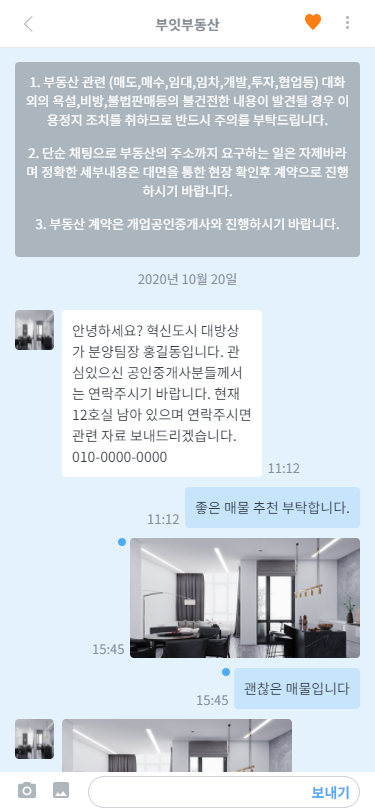 부잇부동산
1. 부동산 관련 (매도,매수,임대,임차,개발,투자,협업등) 대화
외의 욕설,비방,불법판매등의 불건전한 내용이 발견될 경우 이
용정지 조치를 취하므로 반드시 주의를 부탁드립니다.
2. 단순 채팅으로 부동산의 주소까지 요구하는 일은 자제바라
며 정확한 세부내용은 대면을 통한 현장 확인후 계약으로 진행
하시기 바랍니다.
3. 부동산 계약은 개업공인중개사와 진행하시기 바랍니다.
2020년 10월 20일
안녕하세요? 혁신도시 대방상
가 분양팀장 홍길동입니다. 관
심있으신 공인중개사분들께서
는 연락주시기 바랍니다. 현재
12호실 남아 있으며 연락주시면
관련 자료 보내드리겠습니다.
010-0000-0000
11:12
좋은 매물 추천 부탁합니다.
11:12
15:45
괜찮은 매물입니다
15:45
보내기